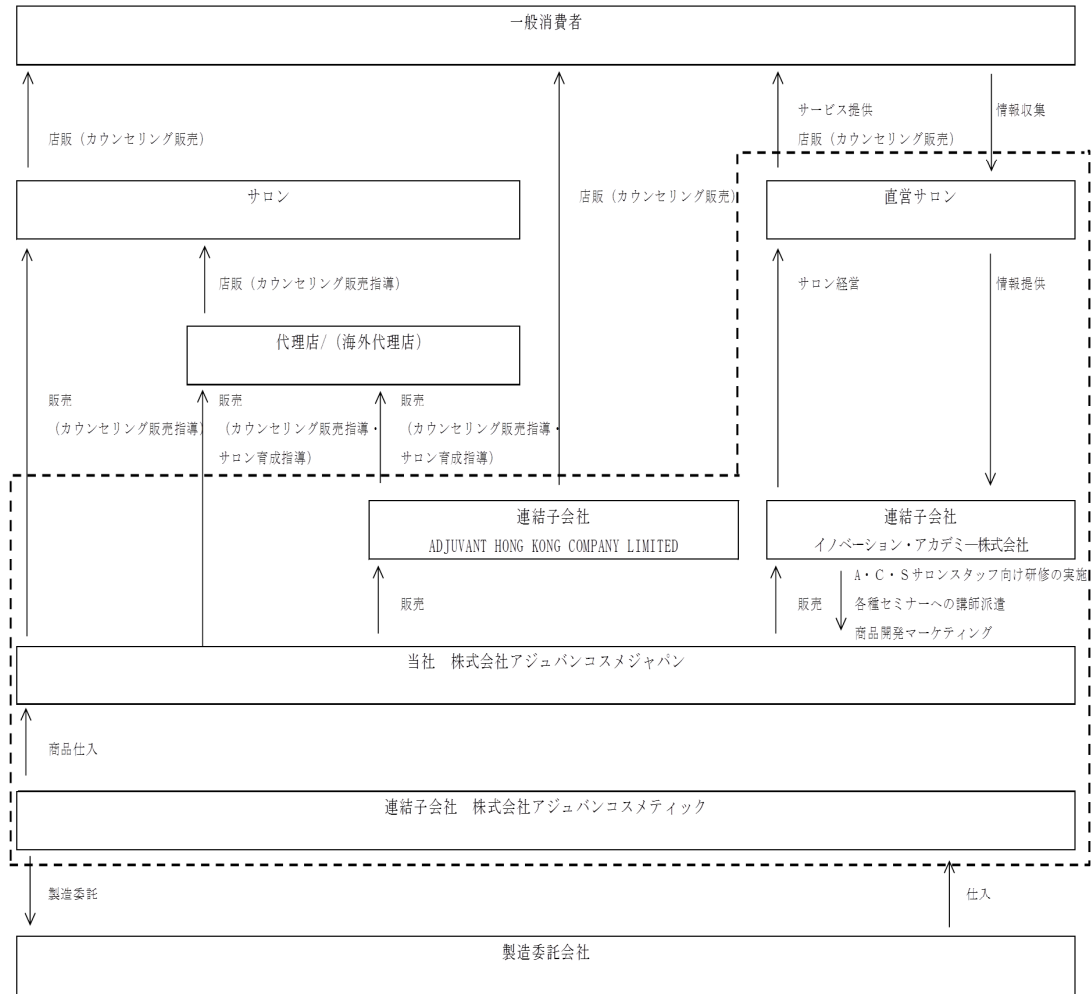 一般消費者
サービス提供
情報収集
店販（カウンセリング販売）
店販（カウンセリング販売）
サロン
店販（カウンセリング販売）
直営サロン
店販（カウンセリング販売指導）
サロン経営
情報提供
代理店/（海外代理店）
販売
（カウンセリング販売指導）
販売
（カウンセリング販売指導・
サロン育成指導）
販売
（カウンセリング販売指導・
サロン育成指導）
連結子会社
ADJUVANT HONG KONG COMPANY LIMITED
連結子会社
イノベーション・アカデミー株式会社
販売
販売
A・C・Sサロンスタッフ向け研修の実施
各種セミナーへの講師派遣
商品開発マーケティング
当社　株式会社アジュバンコスメジャパン
商品仕入
連結子会社　株式会社アジュバンコスメティック
製造委託
仕入
製造委託会社